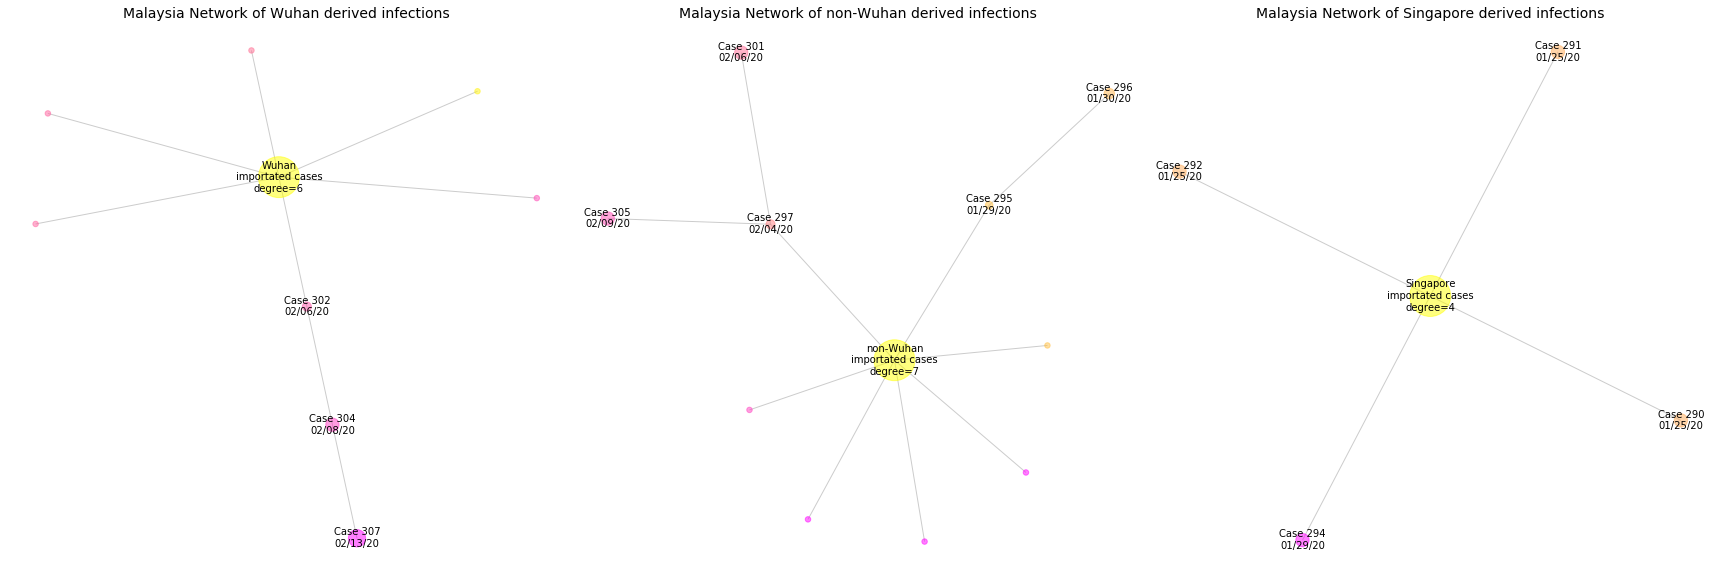 Malaysia Network of Wuhan derived infections
Wuhan
importated cases
degree=6
Case 302
02/06/20
Case 304
02/08/20
Case 307
02/13/20
Malaysia Network of non-Wuhan derived infections
Case 301
02/06/20
Case 296
01/30/20
Case 295
01/29/20
Case 305
02/09/20
Case 297
02/04/20
non-Wuhan
importated cases
degree=7
Malaysia Network of Singapore derived infections
Case 291
01/25/20
Case 292
01/25/20
Singapore
importated cases
degree=4
Case 290
01/25/20
Case 294
01/29/20